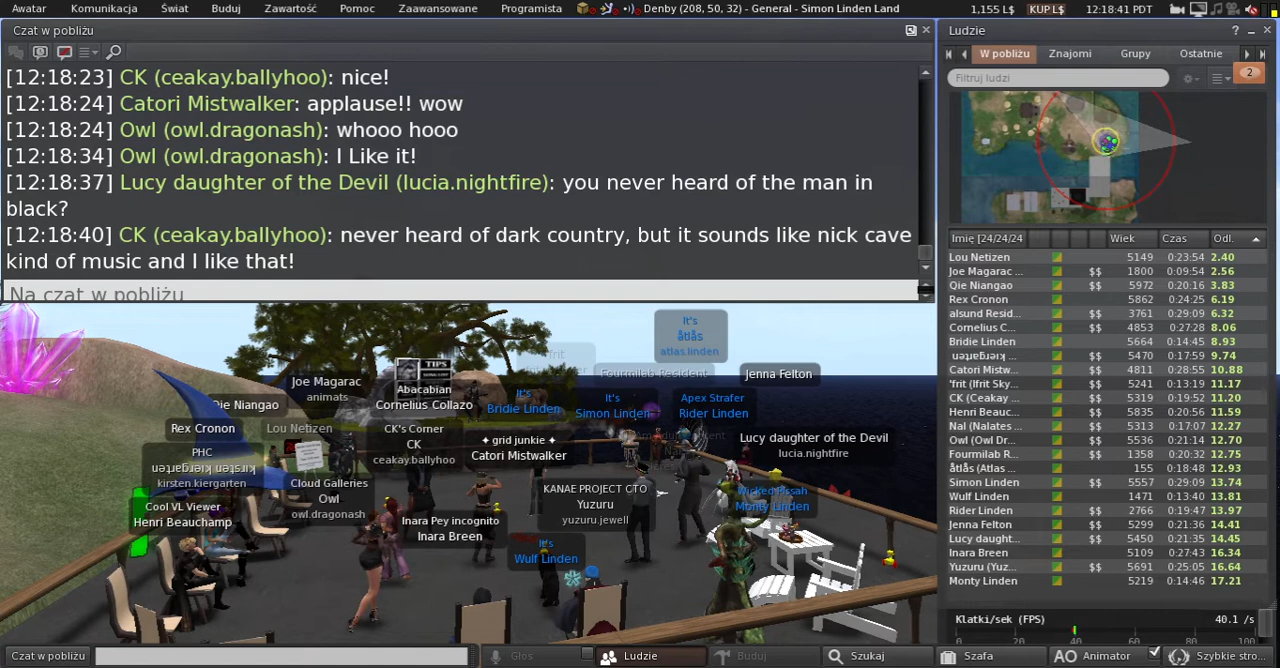 Awatar Komunikacja Świat Buduj Zawartość Pomoc Zaawansowane Programista Denby (208, 50, 32) - General - Simon Linden Land 1,155 L$ KUP L$ 12:18:41 PDT
Czat w pobliżu
[12:18:23] CK (ceakay.ballyhoo): nice!
[12:18:24] Catori Mistwalker: applause!! wow
[12:18:24] Owl (owl.dragonash): whooo hooo
[12:18:34] Owl (owl.dragonash): I Like it!
[12:18:37] Lucy daughter of the Devil (lucia.nightfire): you never heard of the man in
black?
[12:18:40] CK (ceakay.ballyhoo): never heard of dark country, but it sounds like nick cave
kind of music and I like that!
Na czat w pobliżu
It's
åtlås
atlas.linden
Fourmilab Resident
Jenna Felton
Joe Magarac
animats
TIPS
Abacabian
Cornelius Collazo
It's
Bridie Linden
It's
Simon Linden
Apex Strafer
Rider Linden
Qie Niangao
Rex Cronon
Lou Netizen
CK's Corner
CK
ceakay.ballyhoo
✦ grid junkie ✦
Catori Mistwalker
Lucy daughter of the Devil
lucia.nightfire
PHC
kirsten.kiergarten
Cloud Galleries
Owl
owl.dragonash
KANAE PROJECT CTO
Yuzuru
yuzuru.jewell
Wicked Pissah
Monty Linden
Cool VL Viewer
Henri Beauchamp
Inara Pey incognito
Inara Breen
It's
Wulf Linden
Ludzie
W pobliżu Znajomi Grupy Ostatnie
Filtruj ludzi
2
Imię [24/24/24 Wiek Czas Odl.
Lou Netizen 5149 0:23:54 2.40
Joe Magarac ... $$ 1800 0:09:54 2.56
Qie Niangao $$ 5972 0:20:16 3.83
Rex Cronon 5862 0:24:25 6.19
alsund Resid... $$ 3761 0:29:09 6.32
Cornelius C... $$ 4853 0:27:28 8.06
Bridie Linden 5664 0:14:45 8.93
$$ 5470 0:17:59 9.74
Catori Mistw... $$ 4811 0:28:55 10.88
'frit (Ifrit Sky... $$ 5241 0:13:19 11.17
CK (Ceakay ... $$ 5319 0:19:52 11.20
Henri Beauc... $$ 5835 0:20:56 11.59
Nal (Nalates ... $$ 5313 0:17:07 12.27
Owl (Owl Dr... $$ 5536 0:21:14 12.70
Fourmilab R... $$ 1358 0:20:32 12.75
åtlås (Atlas ... 155 0:18:48 12.93
Simon Linden $$ 5557 0:29:09 13.74
Wulf Linden 1471 0:13:40 13.81
Rider Linden $$ 2766 0:19:47 13.97
Jenna Felton $$ 5299 0:21:36 14.41
Lucy daught... $$ 5450 0:21:35 14.45
Inara Breen 5109 0:27:43 16.34
Yuzuru (Yuz... $$ 5691 0:25:05 16.64
Monty Linden 5219 0:14:46 17.21
Klatki/sek (FPS) 40.1 /s
0 20 40 60 80 100
Czat w pobliżu Głos Ludzie Buduj Szukaj Szafa AO Animator Szybkie stro...